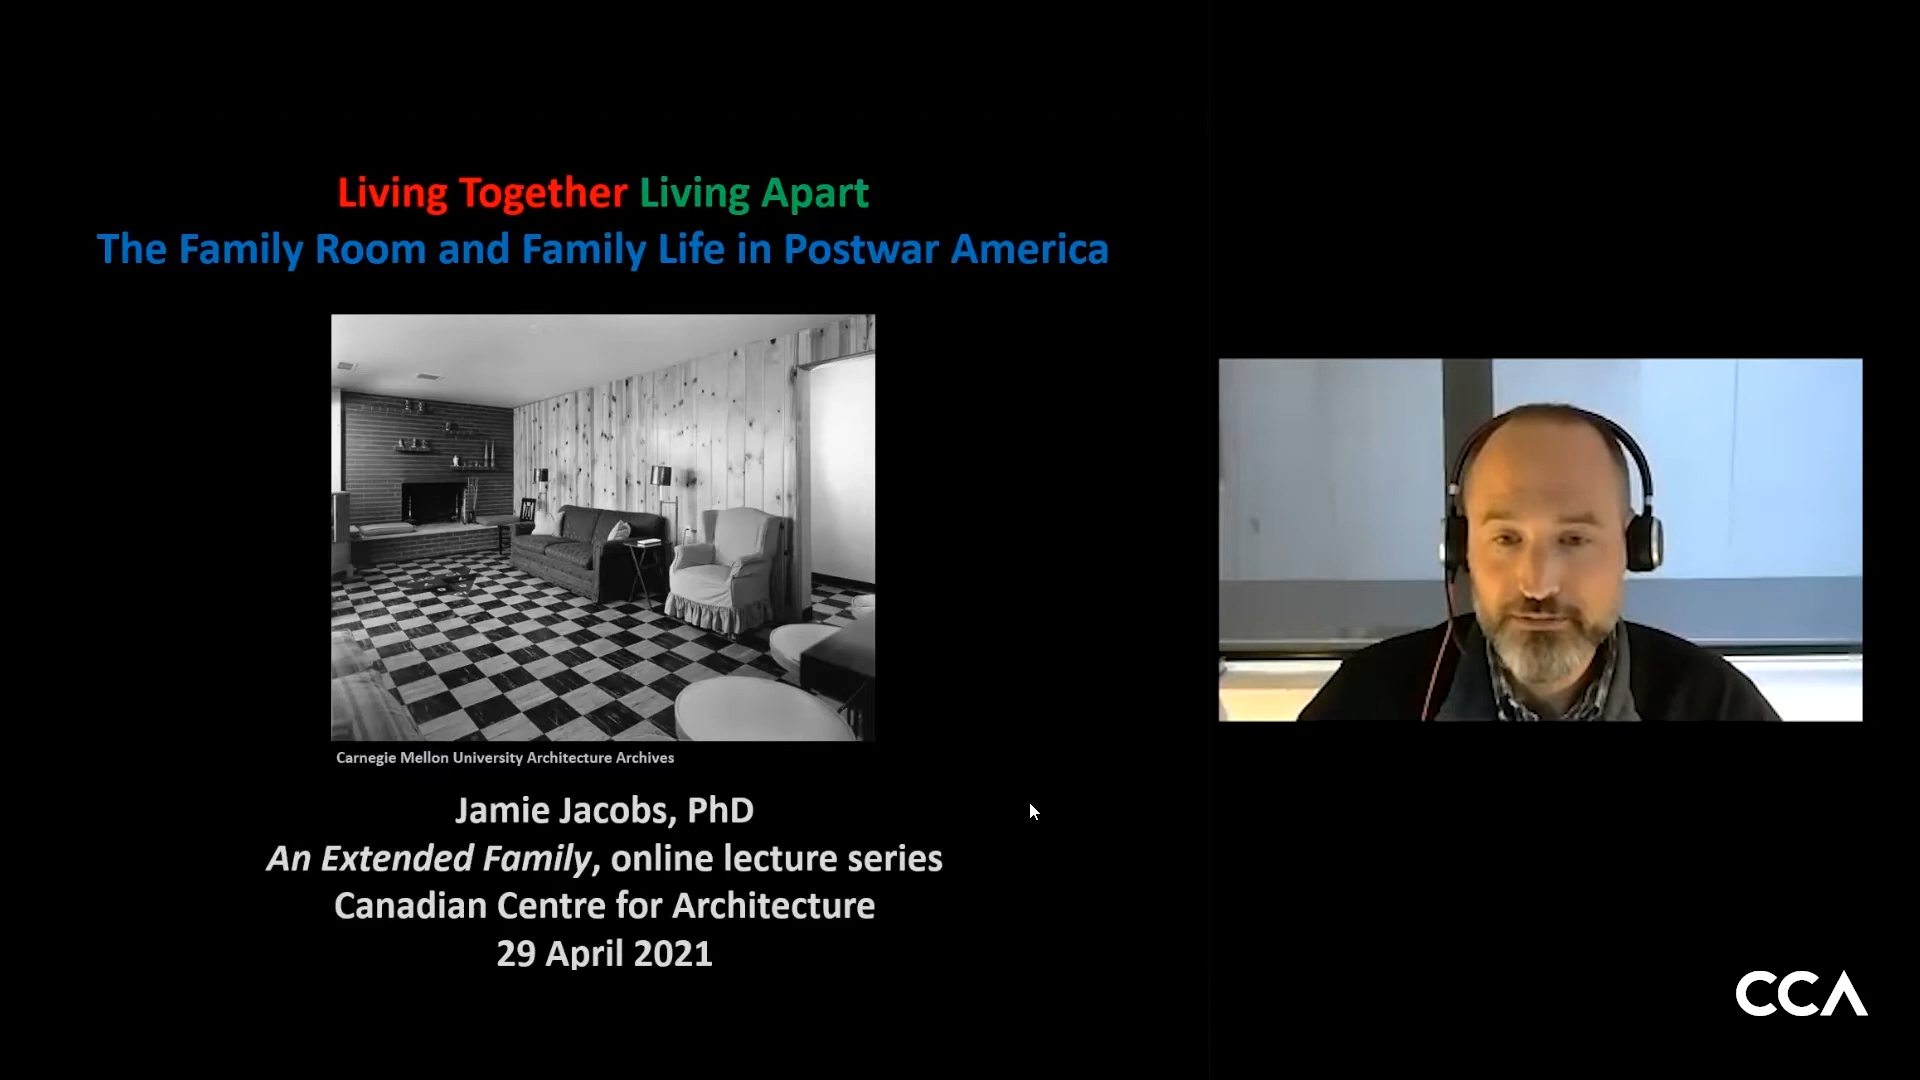 Living Together Living Apart
The Family Room and Family Life in Postwar America
Carnegie Mellon University Architecture Archives
Jamie Jacobs, PhD
An Extended Family, online lecture series
Canadian Centre for Architecture
29 April 2021
CCA